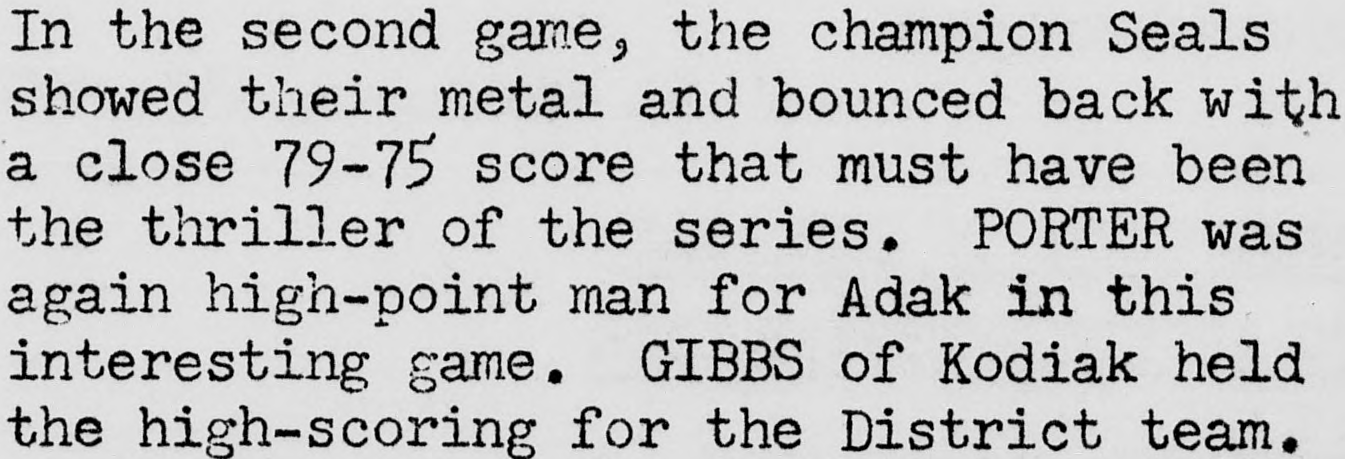 In the second game, the champion Seals
showed their metal and bounced back with
a close 79-75 score that must have been
the thriller of the series.  PORTER was
again high-point man for Adak in this
interesting game.  GIBBS of Kodiak held
the high-scoring for the District team.